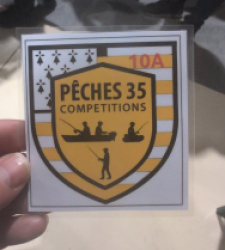 10A
PÊCHES 35
COMPETITIONS